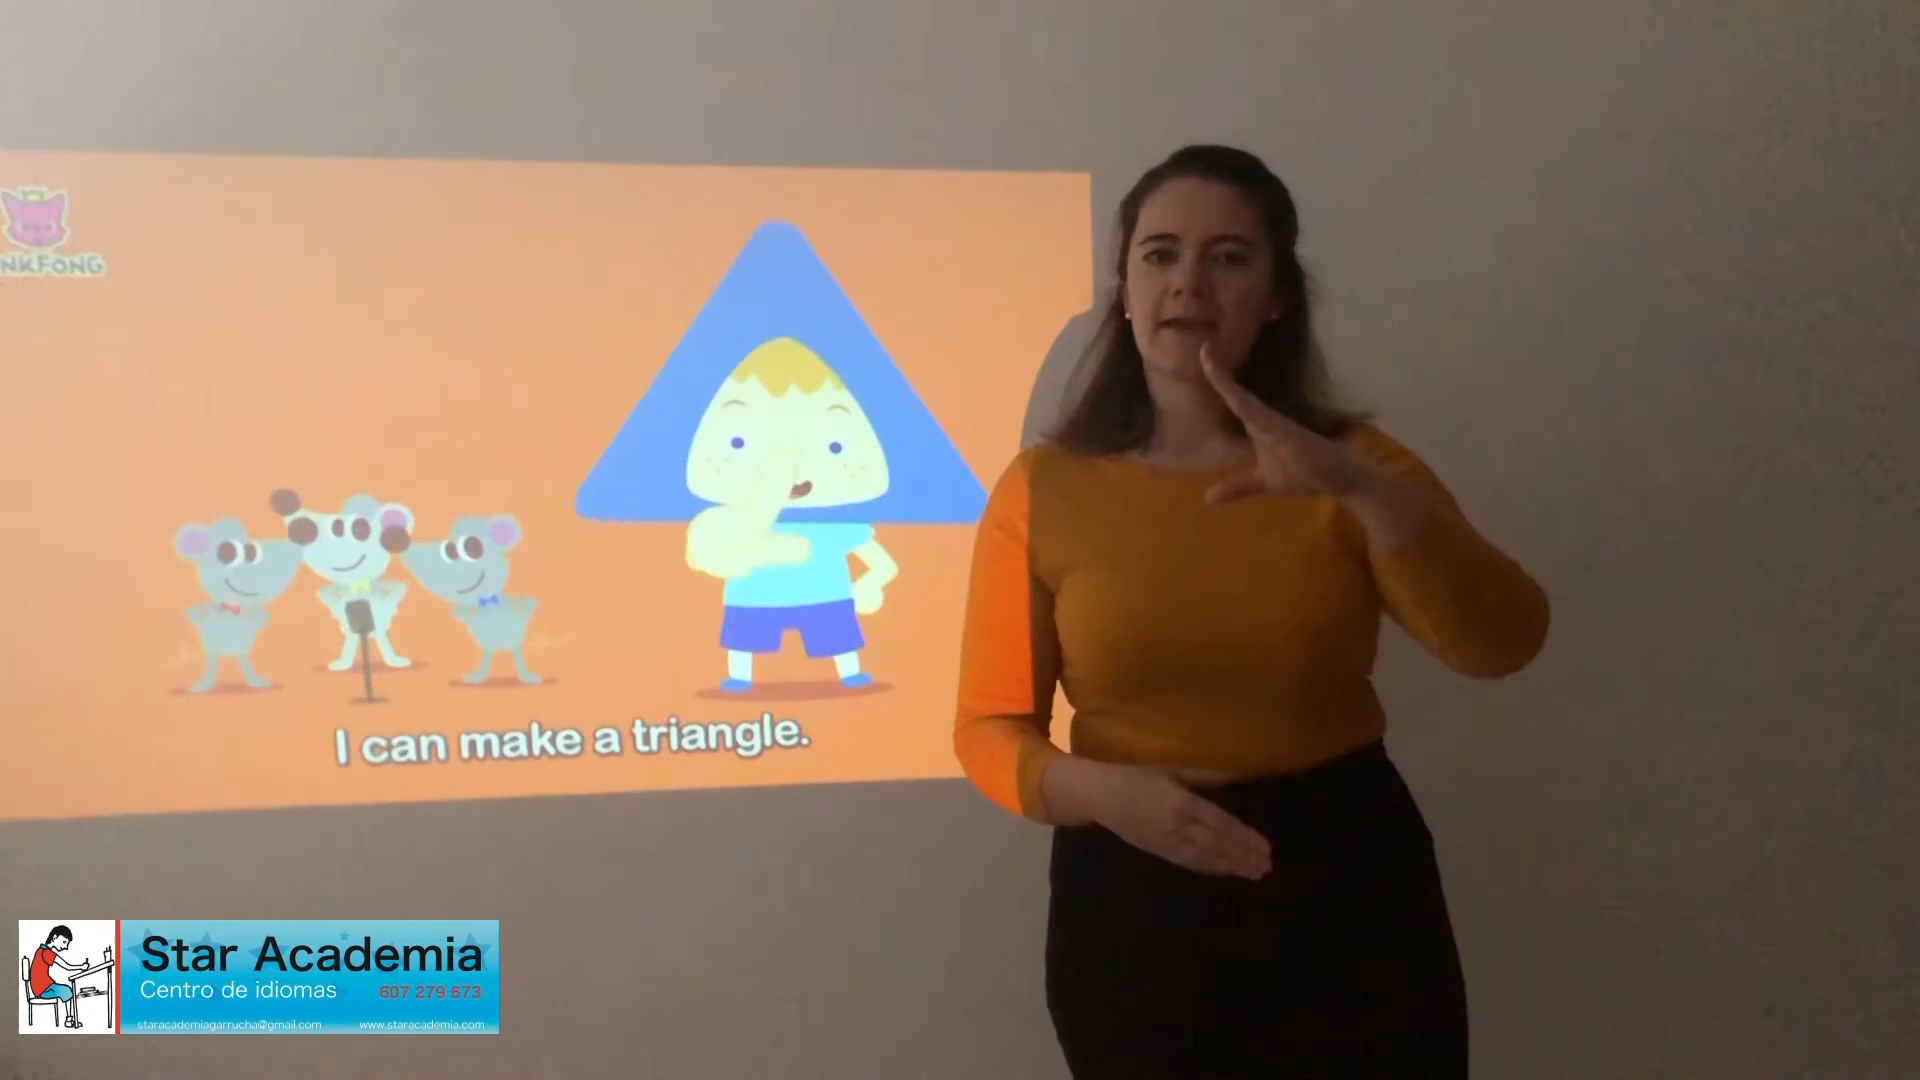 NKFONG
I can make a triangle.
Star Academia
Centro de idiomas 607 279 673
staracademiagarrucha@gmail.com www.staracademia.com